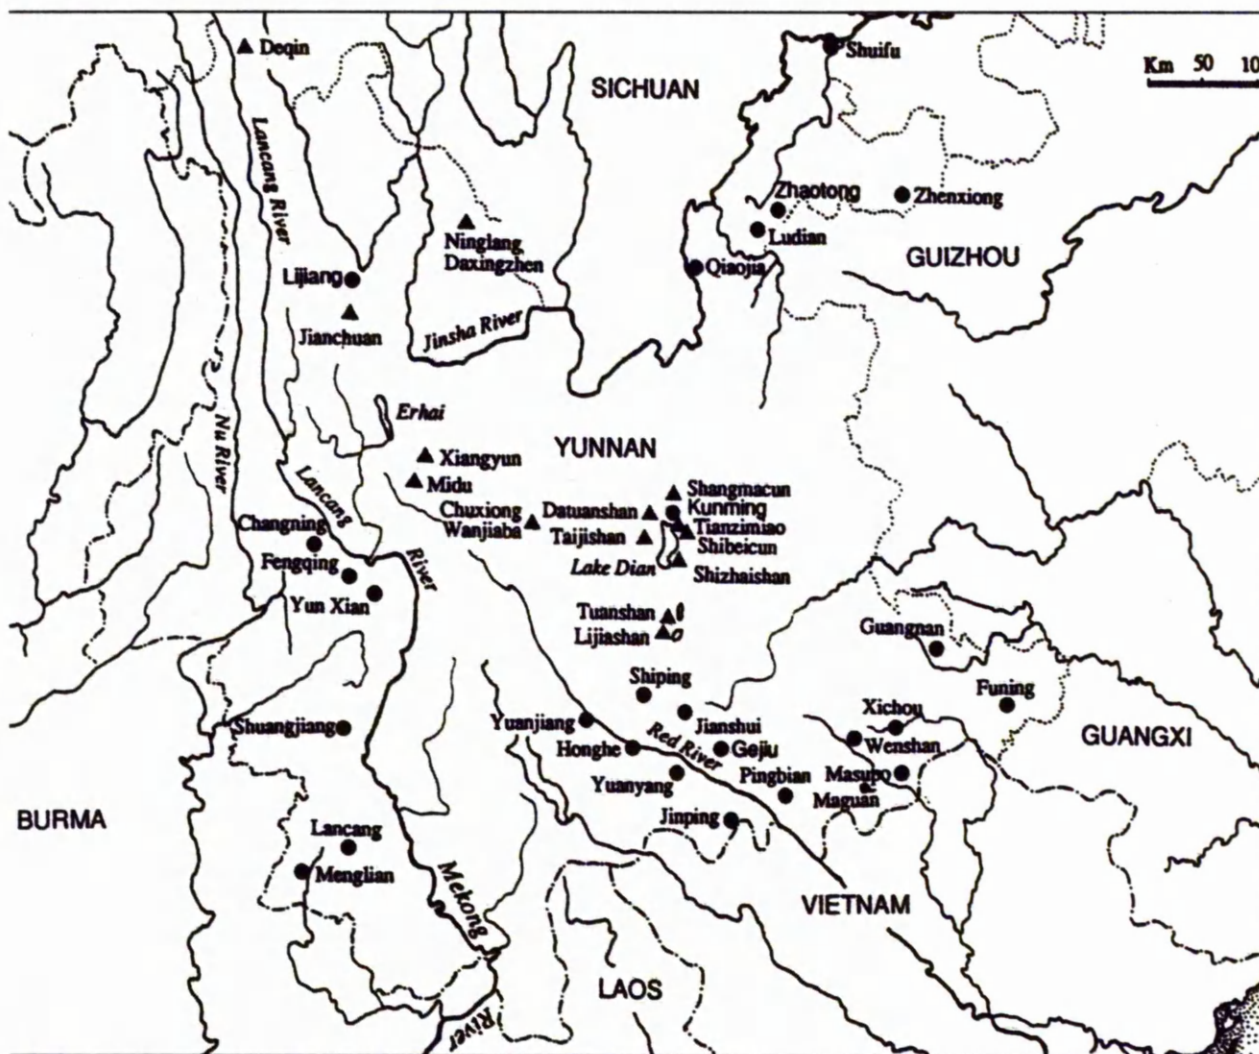 Deqin
SICHUAN
Shuifu
Km 50 10
Lancang River
Zhaotong
Zhenxiong
Ludian
Ninglang
Daxingzhen
GUIZHOU
Lijiang
Qiaojia
Jianchuan
Jinsha River
Erhai
YUNNAN
Nu River
Xiangyun
Midu
Lancang
River
Shangmacun
Kunming
Chuxiong
Wanjiaba
Datuanshan
Tianzimiao
Taijishan
Shibeicun
Changning
Lake Dian
Shizhaishan
Fengqing
Yun Xian
Tuanshan
Lijiashan
Guangnan
Shiping
Funing
Xichou
Shuangjiang
Yuanjiang
Jianshui
Wenshan
GUANGXI
Honghe
Red River
Gejiu
Yuanyang
Pingbian
Masupo
Maguan
BURMA
Jinping
Lancang
Menglian
Mekong
River
VIETNAM
LAOS